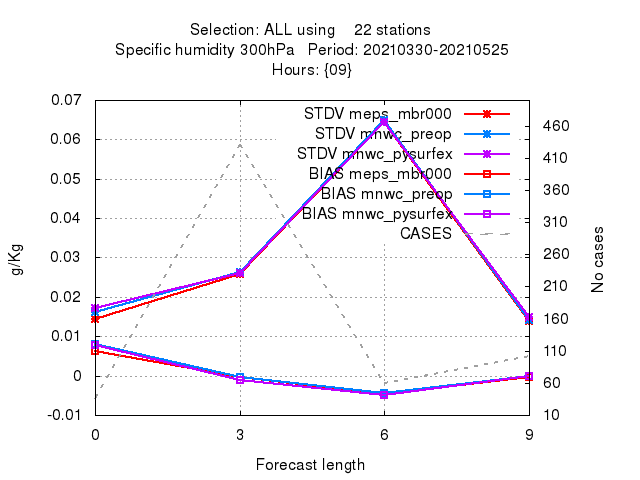 Selection: ALL using    22 stations
Specific humidity 300hPa   Period: 20210330-20210525
Hours: {09}
0.07
0.06
0.05
0.04
0.03
0.02
0.01
0
-0.01
g/Kg
STDV meps_mbr000
STDV mnwc_preop
STDV mnwc_pysurfex
BIAS meps_mbr000
BIAS mnwc_preop
BIAS mnwc_pysurfex
CASES
460
410
360
310
260
210
160
110
60
10
No cases
0 3 6 9
Forecast length